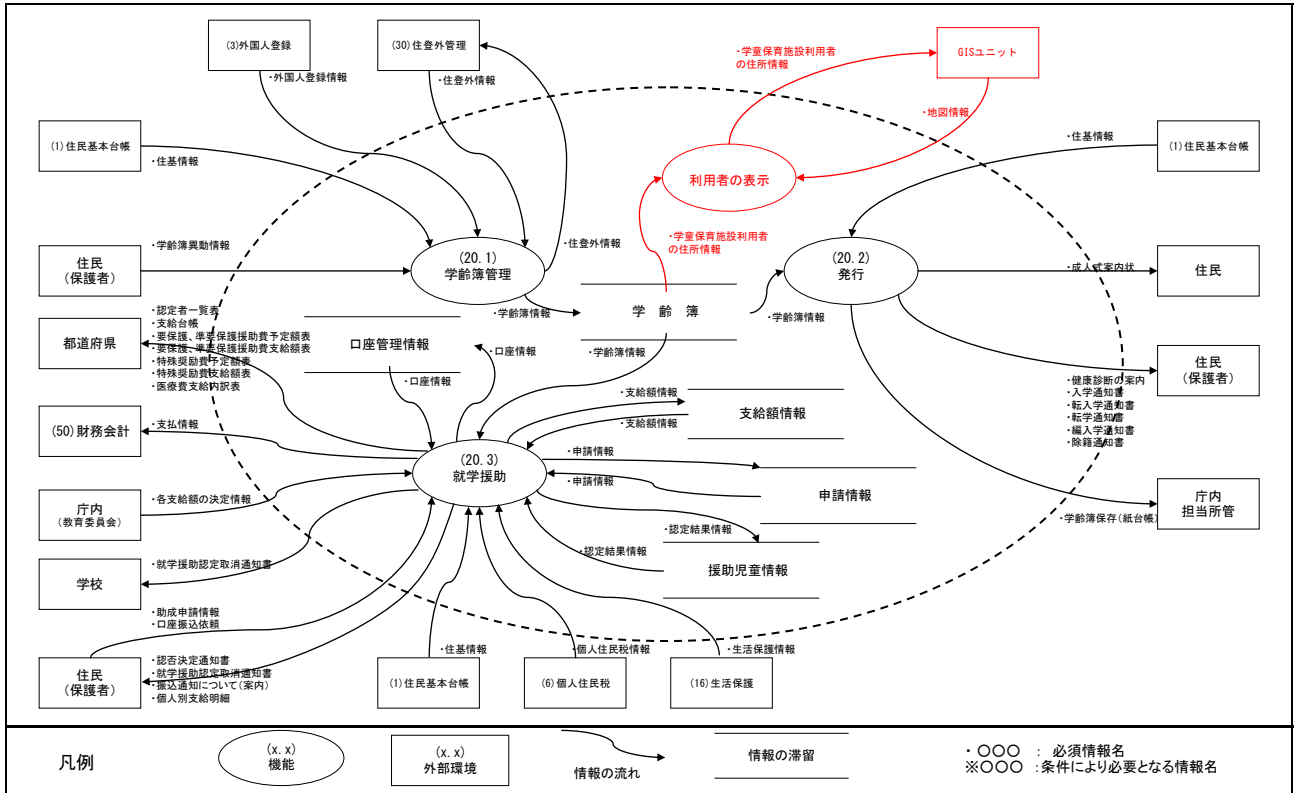 (3)外国人登録
(30)住登外管理
・外国人登録情報
・住登外情報
・学童保育施設利用者
の住所情報
GISユニット
・地図情報
(1)住民基本台帳
・住基情報
・住基情報
(1)住民基本台帳
利用者の表示
・学童保育施設利用者
の住所情報
住民
(保護者)
・学齢簿異動情報
(20.1)
学齢簿管理
・住登外情報
(20.2)
発行
・成人式案内状
住民
・学齢簿情報
学 齢 簿
・学齢簿情報
都道府県
・認定者一覧表
・支給台帳
・要保護、準要保護援助費予定額表
・要保護、準要保護援助費支給額表
・特殊奨励費予定額表
・特殊奨励費支給額表
・医療費支給内訳表
口座管理情報
・口座情報
・口座情報
・学齢簿情報
住民
(保護者)
・健康診断の案内
・入学通知書
・転入学通知書
・転学通知書
・編入学通知書
・除籍通知書
・支給額情報
・支給額情報
支給額情報
(50)財務会計
・支払情報
(20.3)
就学援助
・申請情報
・申請情報
申請情報
庁内
(教育委員会)
・各支給額の決定情報
庁内
担当所管
・学齢簿保存(紙台帳)
・認定結果情報
・認定結果情報
援助児童情報
学校
・就学援助認定取消通知書
・助成申請情報
・口座振込依頼
住民
(保護者)
・認否決定通知書
・就学援助認定取消通知書
・振込通知について(案内)
・個人別支給明細
・住基情報
(1)住民基本台帳
・個人住民税情報
(6)個人住民税
・生活保護情報
(16)生活保護
凡例
(x.x)
機能
(x.x)
外部環境
情報の流れ
情報の滞留
・ ○○○ : 必須情報名
※○○○ :条件により必要となる情報名